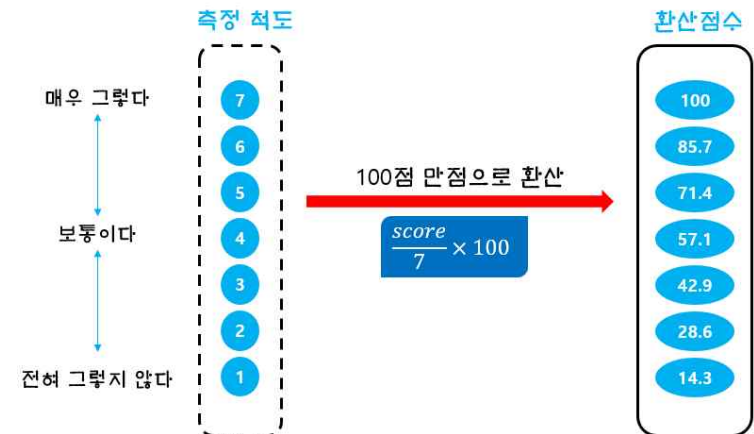 측정 척도
환산점수
매우 그렇다
보통이다
전혀 그렇지 않다
7
6
5
4
3
2
1
100점 만점으로 환산
score/7 × 100
100
85.7
71.4
57.1
42.9
28.6
14.3